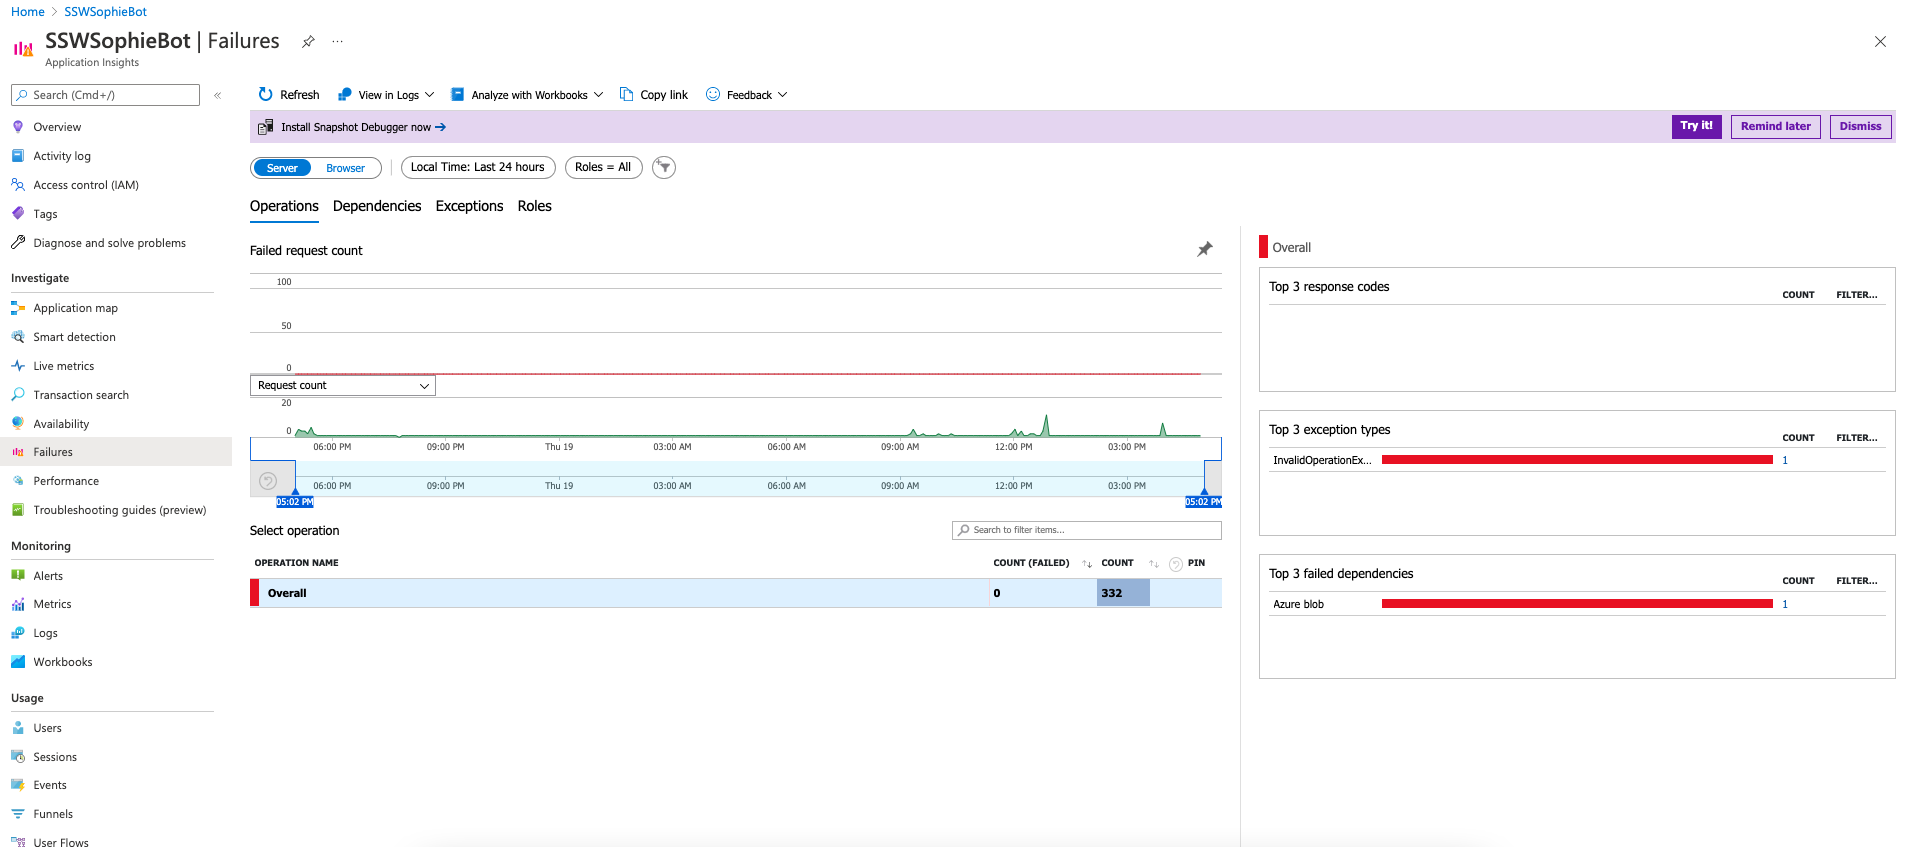 Home > SSWSophieBot
SSWSophieBot | Failures
Application Insights
Search (Cmd+/)
Overview
Activity log
Access control (IAM)
Tags
Diagnose and solve problems
Investigate
Application map
Smart detection
Live metrics
Transaction search
Availability
Failures
Performance
Troubleshooting guides (preview)
Monitoring
Alerts
Metrics
Logs
Workbooks
Usage
Users
Sessions
Events
Funnels
User Flows
Refresh View in Logs Analyze with Workbooks Copy link Feedback
Install Snapshot Debugger now → Try it! Remind later Dismiss
Server Browser Local Time: Last 24 hours Roles = All
Operations Dependencies Exceptions Roles
Failed request count
100
50
0
Request count
20
0
06:00 PM 09:00 PM Thu 19 03:00 AM 06:00 AM 09:00 AM 12:00 PM 03:00 PM
06:00 PM 09:00 PM Thu 19 03:00 AM 06:00 AM 09:00 AM 12:00 PM 03:00 PM
05:02 PM 05:02 PM
Select operation Search to filter items...
OPERATION NAME COUNT (FAILED) COUNT PIN
Overall 0 332
Overall
Top 3 response codes
COUNT FILTER...
Top 3 exception types
COUNT FILTER...
InvalidOperationEx... 1
Top 3 failed dependencies
COUNT FILTER...
Azure blob 1